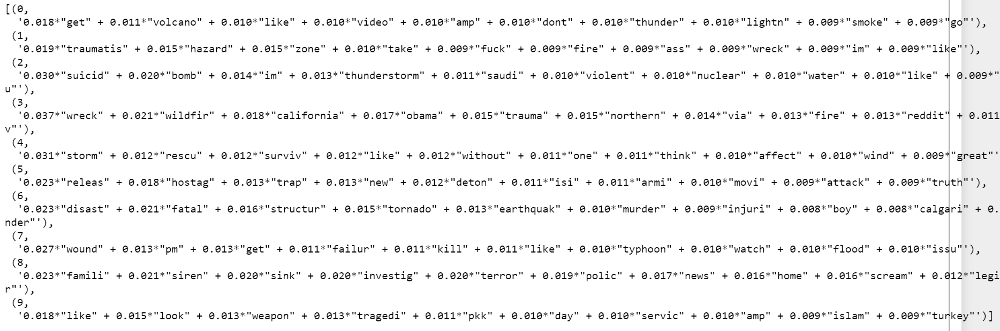 [(0,
'0.018*"get" + 0.011*"volcano" + 0.010*"like" + 0.010*"video" + 0.010*"amp" + 0.010*"dont" + 0.010*"thunder" + 0.010*"lightn" + 0.009*"smoke" + 0.009*"go"'),
(1,
'0.019*"traumatis" + 0.015*"hazard" + 0.015*"zone" + 0.010*"take" + 0.009*"fuck" + 0.009*"fire" + 0.009*"ass" + 0.009*"wreck" + 0.009*"im" + 0.009*"like"'),
(2,
'0.030*"suicid" + 0.020*"bomb" + 0.014*"im" + 0.013*"thunderstorm" + 0.011*"saudi" + 0.010*"violent" + 0.010*"nuclear" + 0.010*"water" + 0.010*"like" + 0.009*"
u"'),
(3,
'0.037*"wreck" + 0.021*"wildfir" + 0.018*"california" + 0.017*"obama" + 0.015*"trauma" + 0.015*"northern" + 0.014*"via" + 0.013*"fire" + 0.013*"reddit" + 0.011
v"'),
(4,
'0.031*"storm" + 0.012*"rescu" + 0.012*"surviv" + 0.012*"like" + 0.012*"without" + 0.011*"one" + 0.011*"think" + 0.010*"affect" + 0.010*"wind" + 0.009*"great"'
(5,
'0.023*"releas" + 0.018*"hostag" + 0.013*"trap" + 0.013*"new" + 0.012*"deton" + 0.011*"isi" + 0.011*"armi" + 0.010*"movi" + 0.009*"attack" + 0.009*"truth"'),
(6,
'0.023*"disast" + 0.021*"fatal" + 0.016*"structur" + 0.015*"tornado" + 0.013*"earthquak" + 0.010*"murder" + 0.009*"injuri" + 0.008*"boy" + 0.008*"calgari" + 0.
nder"'),
(7,
'0.027*"wound" + 0.013*"pm" + 0.013*"get" + 0.011*"failur" + 0.011*"kill" + 0.011*"like" + 0.010*"typhoon" + 0.010*"watch" + 0.010*"flood" + 0.010*"issu"'),
(8,
'0.023*"famili" + 0.021*"siren" + 0.020*"sink" + 0.020*"investig" + 0.020*"terror" + 0.019*"polic" + 0.017*"news" + 0.016*"home" + 0.016*"scream" + 0.012*"legi
r"'),
(9,
'0.018*"like" + 0.015*"look" + 0.013*"weapon" + 0.013*"tragedi" + 0.011*"pkk" + 0.010*"day" + 0.010*"servic" + 0.010*"amp" + 0.009*"islam" + 0.009*"turkey"')]